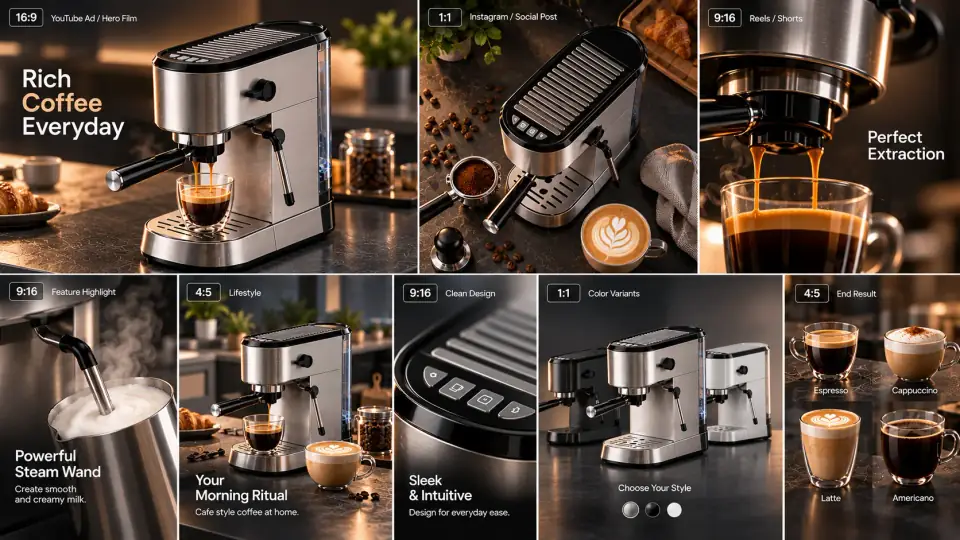 16:9 YouTube Ad / Hero Film
Rich
Coffee
Everyday
1:1 Instagram / Social Post
9:16 Reels / Shorts
Perfect
Extraction
9:16 Feature Highlight
Powerful
Steam Wand
Create smooth
and creamy milk.
4:5 Lifestyle
Your
Morning Ritual
Cafe style coffee at home.
9:16 Clean Design
Sleek
& Intuitive
Design for everyday ease.
1:1 Color Variants
Choose Your Style
4:5 End Result
Espresso
Cappuccino
Latte
Americano